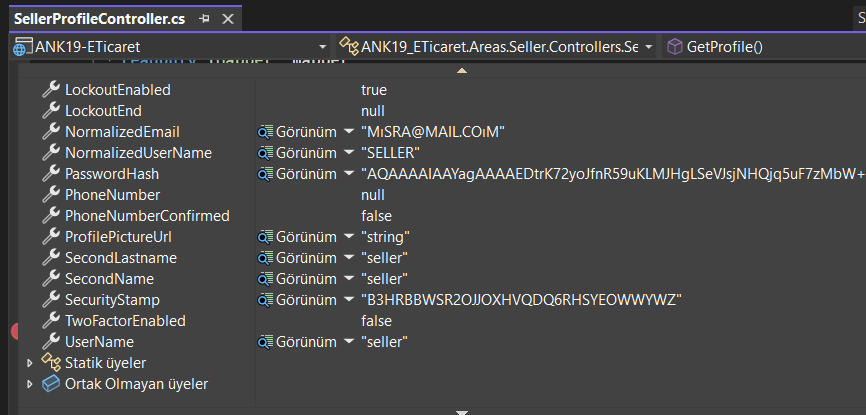 SellerProfileController.cs
S
ANK19-ETicaret
ANK19_ETicaret.Areas.Seller.Controllers.Se
GetProfile()
LockoutEnabled true
LockoutEnd null
NormalizedEmail Görünüm "MıSRA@MAIL.COıM"
NormalizedUserName Görünüm "SELLER"
PasswordHash Görünüm "AQAAAAIAAYagAAAAEDtrK72yoJfnR59uKLMJHgLSeVJsjNHQjq5uF7zMbW+
PhoneNumber null
PhoneNumberConfirmed false
ProfilePictureUrl Görünüm "string"
SecondLastname Görünüm "seller"
SecondName Görünüm "seller"
SecurityStamp Görünüm "B3HRBBWSR2OJJOXHVQDQ6RHSYEOWWYWZ"
TwoFactorEnabled false
UserName Görünüm "seller"
Statik üyeler
Ortak Olmayan üyeler